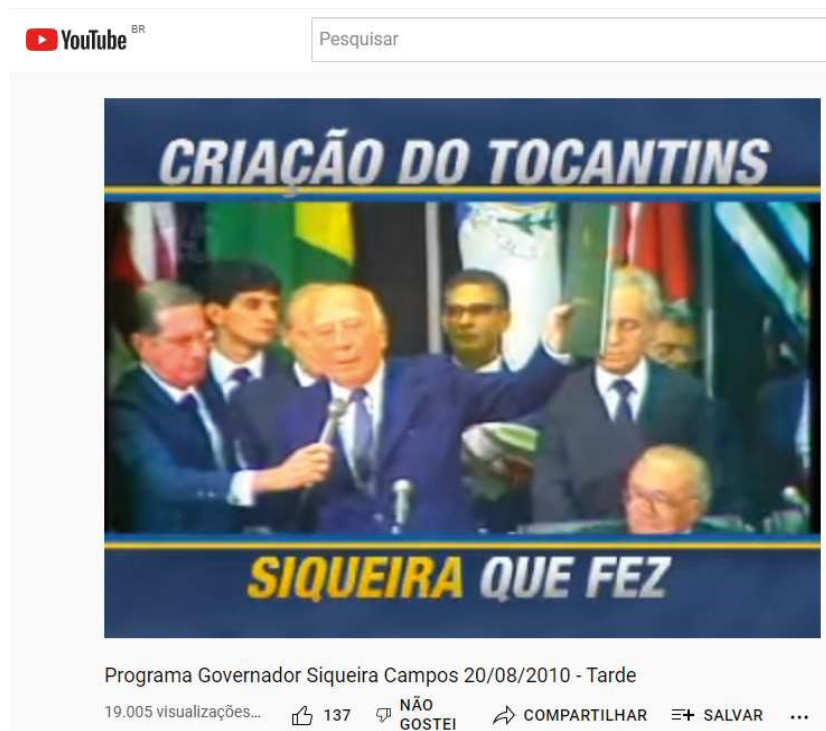 YouTube BR
Pesquisar
CRIAÇÃO DO TOCANTINS
SIQUEIRA QUE FEZ
Programa Governador Siqueira Campos 20/08/2010 - Tarde
19.005 visualizações... 137 NÃO GOSTEI COMPARTILHAR SALVAR ...